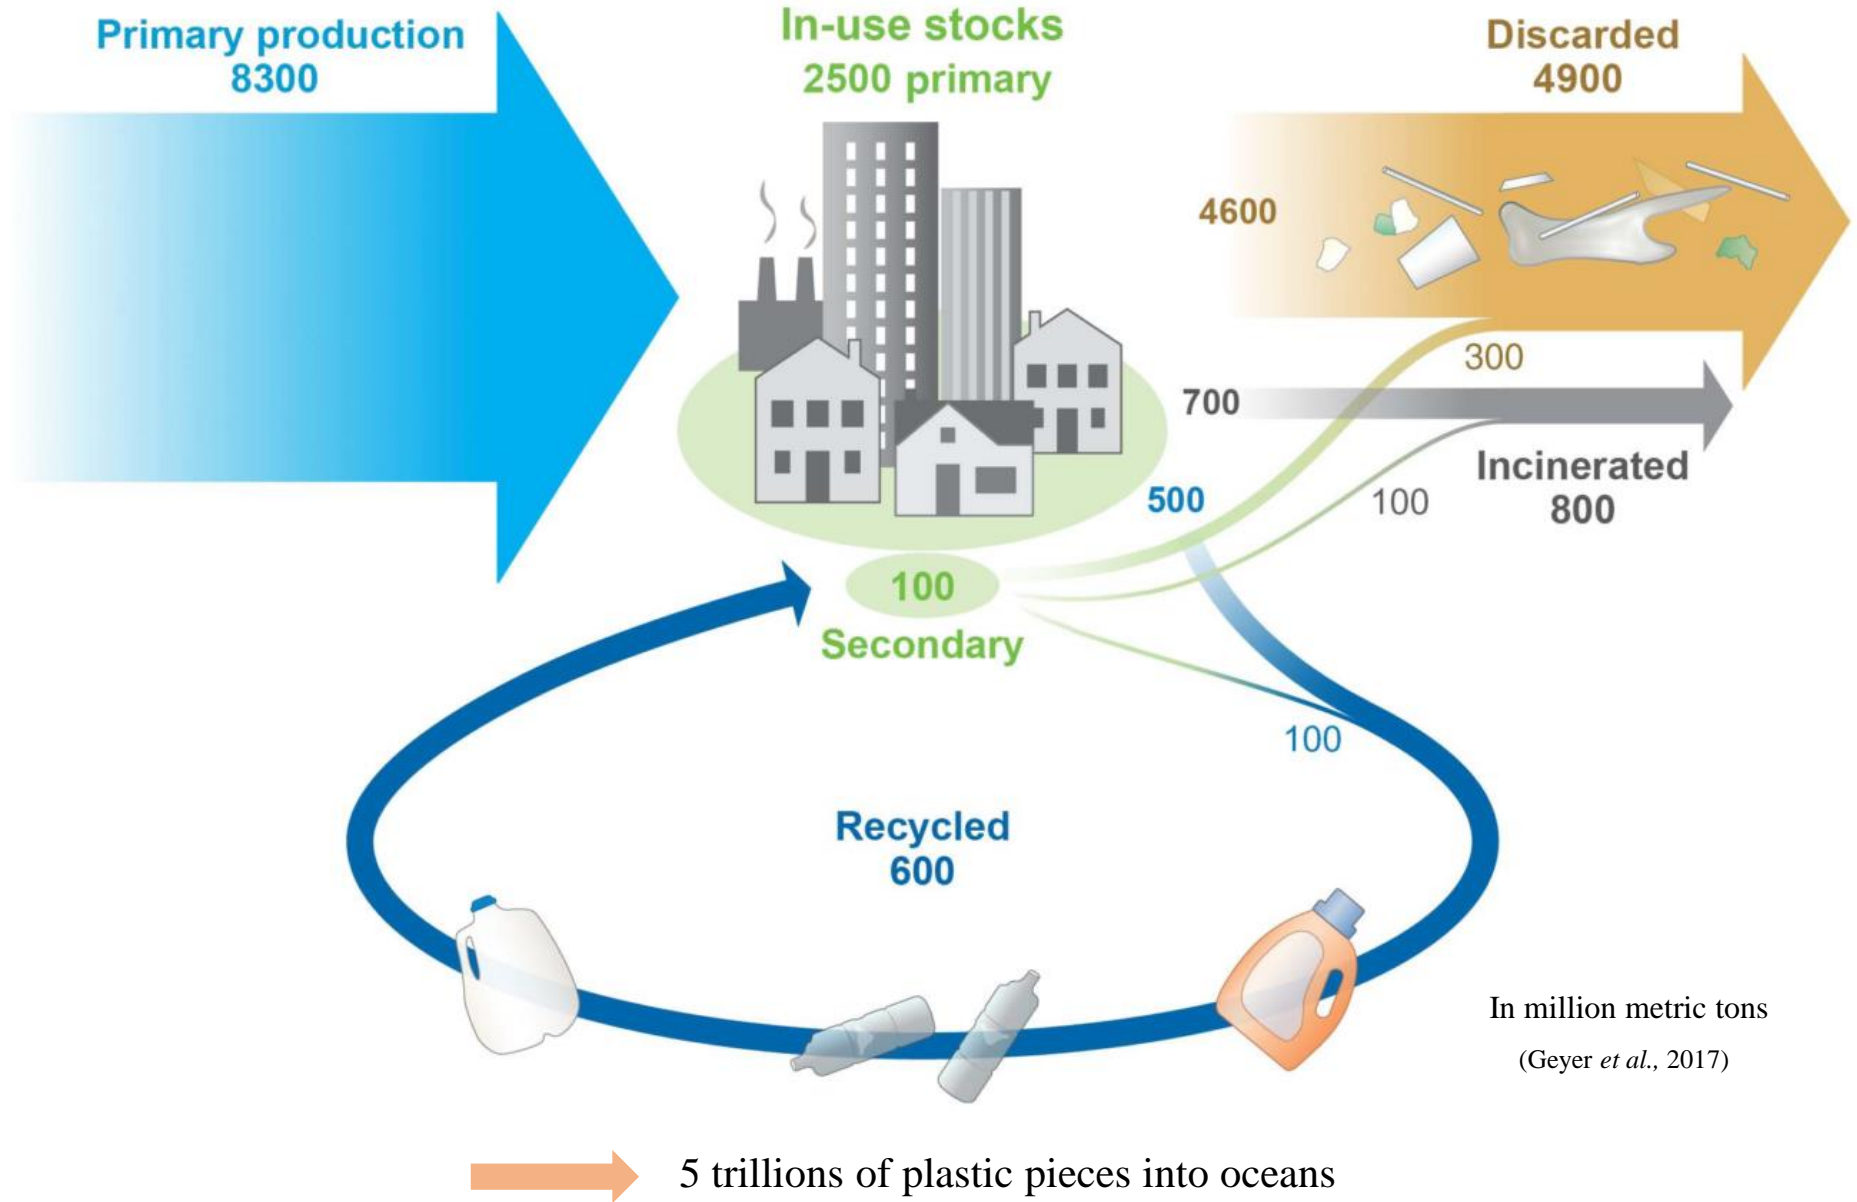 Primary production
8300
In-use stocks
2500 primary
Discarded
4900
4600
300
700
Incinerated
800
500
100
100
Secondary
100
Recycled
600
In million metric tons
(Geyer et al., 2017)
5 trillions of plastic pieces into oceans